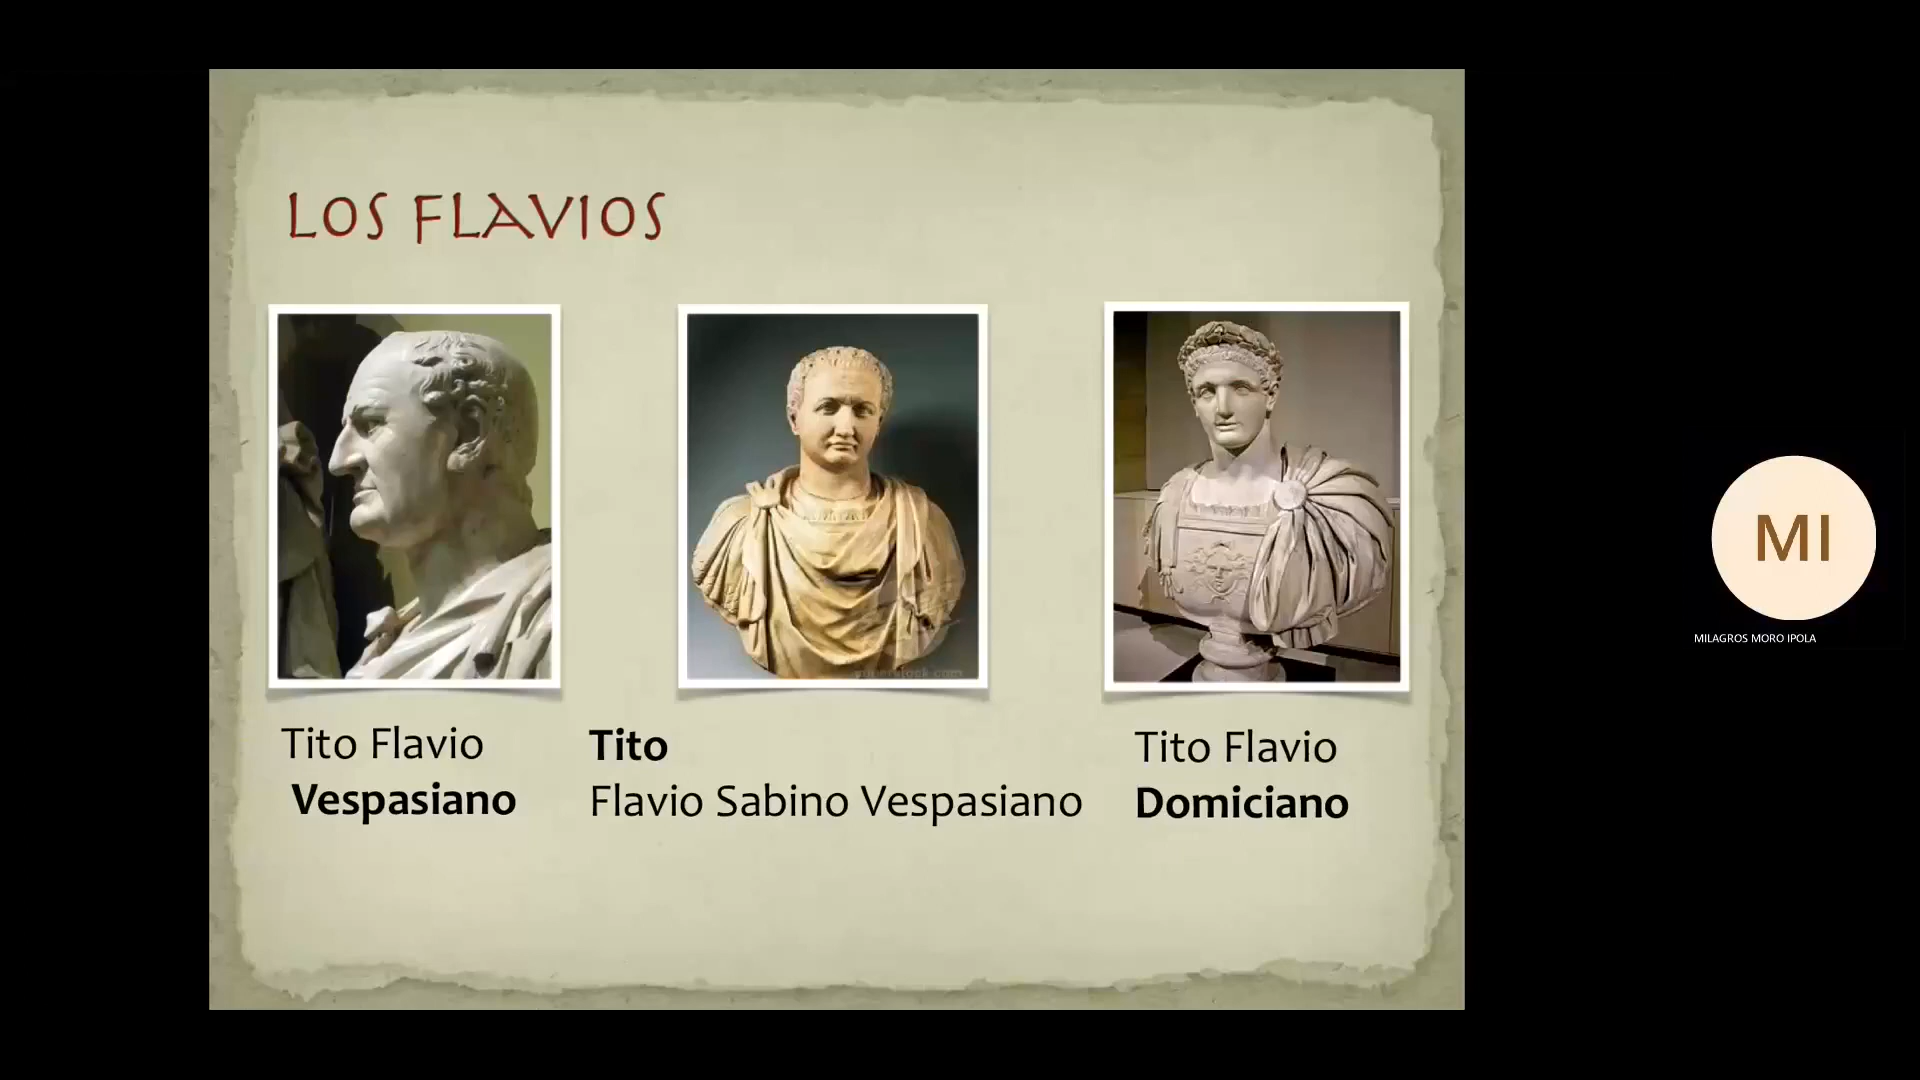 LOS FLAVIOS
Tito Flavio
Vespasiano
Tito
Flavio Sabino Vespasiano
Tito Flavio
Domiciano
MI
MILAGROS MORO IPOLA